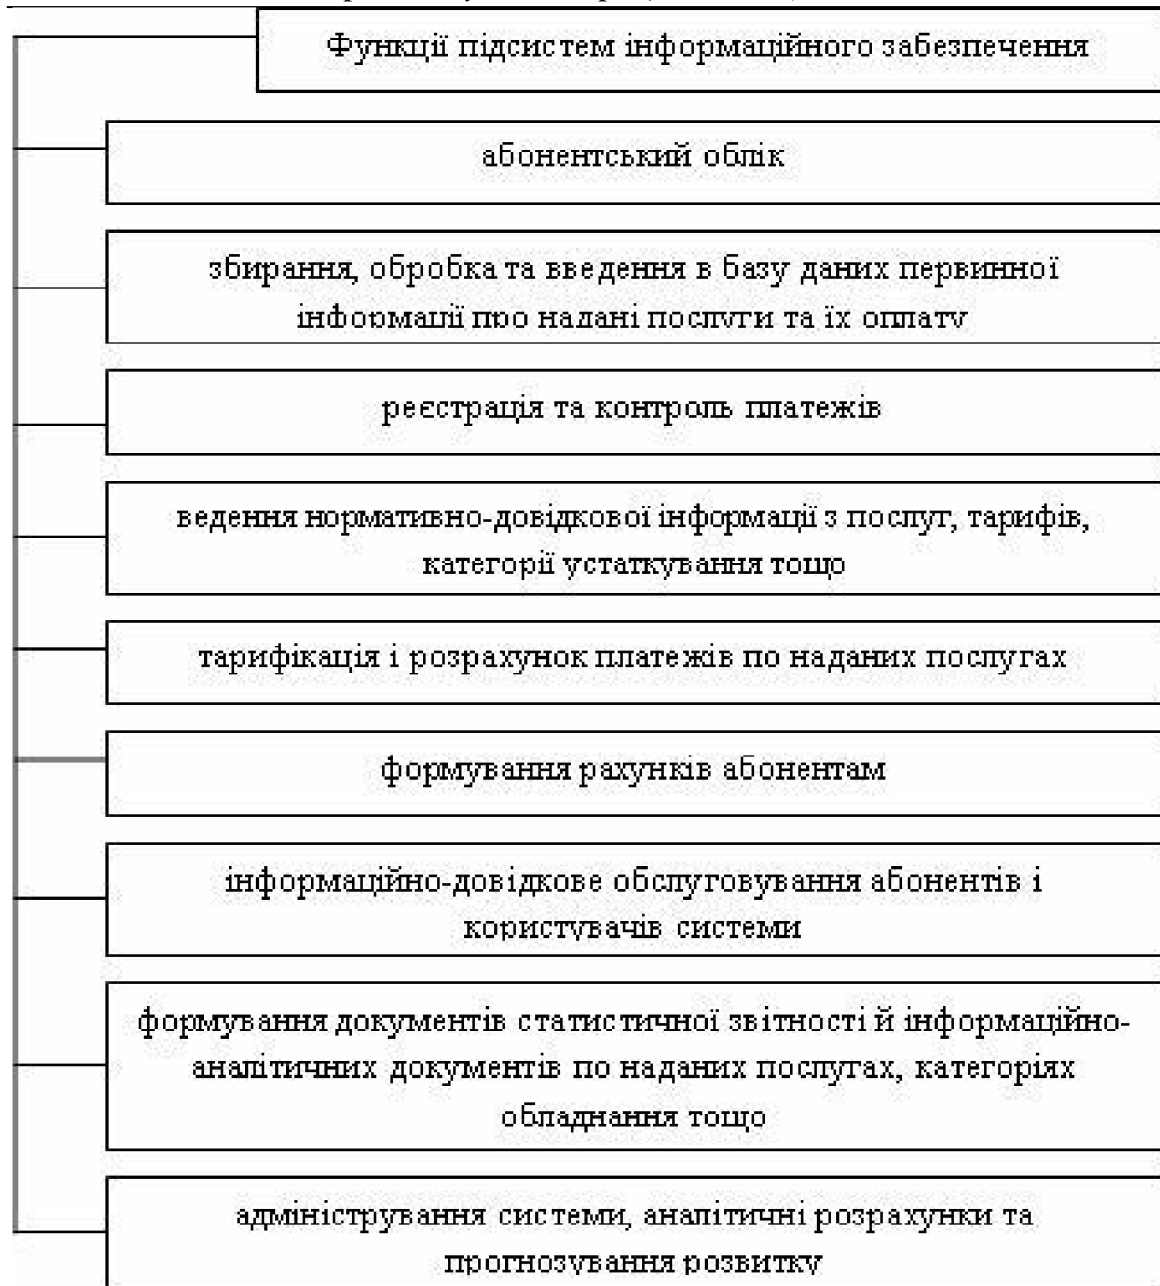 Функції підсистем інформаційного забезпечення
абонентський облік
збирання, обробка та введення в базу даних первинної
інформації про надані послуги та їх оплату
реєстрація та контроль платежів
ведення нормативно-довідкової інформації з послуг, тарифів,
категорії устаткування тощо
тарифікація і розрахунок платежів по наданих послугах
формування рахунків абонентам
інформаційно-довідкове обслуговування абонентів і
користувачів системи
формування документів статистичної звітності й інформаційно-
аналітичних документів по наданих послугах, категоріях
обладнання тощо
адміністрування системи, аналітичні розрахунки та
прогнозування розвитку